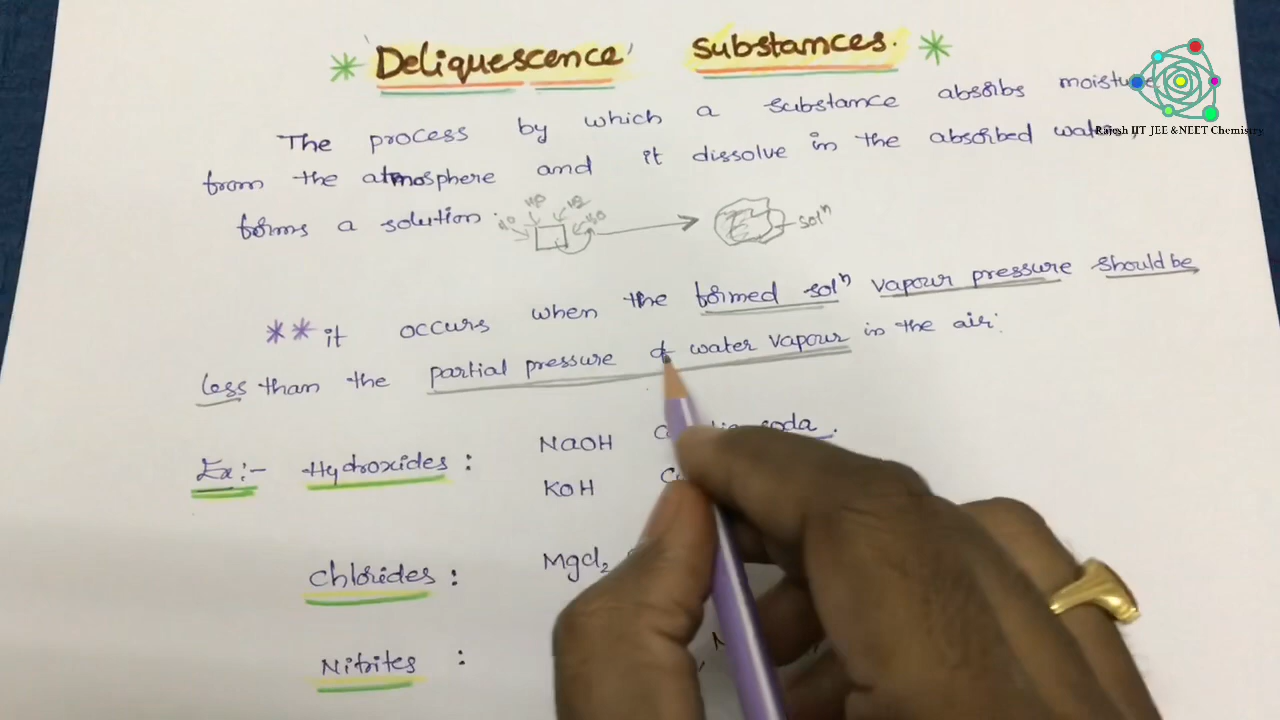 * 'Deliquescence' substances. *
The process by which a substance absorbs moisture
from the atmosphere and it dissolve in the absorbed water,
forms a solution.
H2O
soln
** it occurs when the formed soln vapour pressure should be
less than the partial pressure of water vapour in the air.
Ex:- Hydroxides : NaOH soda.
KOH
Chlorides : MgCl2
Nitrites :
Rajesh IIT JEE &NEET Chemistry